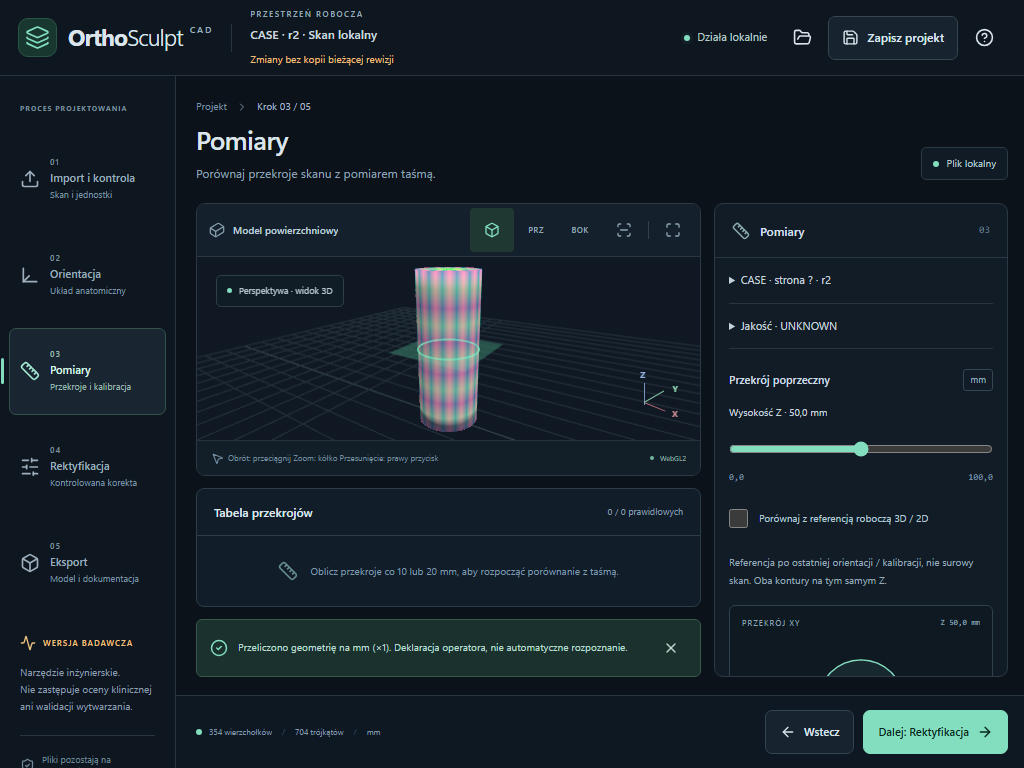 OrthoSculpt CAD
PRZESTRZEŃ ROBOCZA
CASE · r2 · Skan lokalny
Zmiany bez kopii bieżącej rewizji
Działa lokalnie
Zapisz projekt
PROCES PROJEKTOWANIA
01
Import i kontrola
Skan i jednostki
02
Orientacja
Układ anatomiczny
03
Pomiary
Przekroje i kalibracja
04
Rektyfikacja
Kontrolowana korekta
05
Eksport
Model i dokumentacja
WERSJA BADAWCZA
Narzędzie inżynierskie.
Nie zastępuje oceny klinicznej
ani walidacji wytwarzania.
Pliki pozostają na
Projekt > Krok 03 / 05
Pomiary
Porównaj przekroje skanu z pomiarem taśmą.
Plik lokalny
Model powierzchniowy
PRZ
BOK
Perspektywa · widok 3D
Z
Y
X
Obrót: przeciągnij Zoom: kółko Przesunięcie: prawy przycisk
WebGL2
Tabela przekrojów
0 / 0 prawidłowych
Oblicz przekroje co 10 lub 20 mm, aby rozpocząć porównanie z taśmą.
Przeliczono geometrię na mm (×1). Deklaracja operatora, nie automatyczne rozpoznanie.
Pomiary
03
CASE · strona ? · r2
Jakość · UNKNOWN
Przekrój poprzeczny
mm
Wysokość Z · 50,0 mm
0,0
100,0
Porównaj z referencją roboczą 3D / 2D
Referencja po ostatniej orientacji / kalibracji, nie surowy
skan. Oba kontury na tym samym Z.
PRZEKRÓJ XY
Z 50,0 mm
354 wierzchołków / 704 trójkątów / mm
Wstecz
Dalej: Rektyfikacja